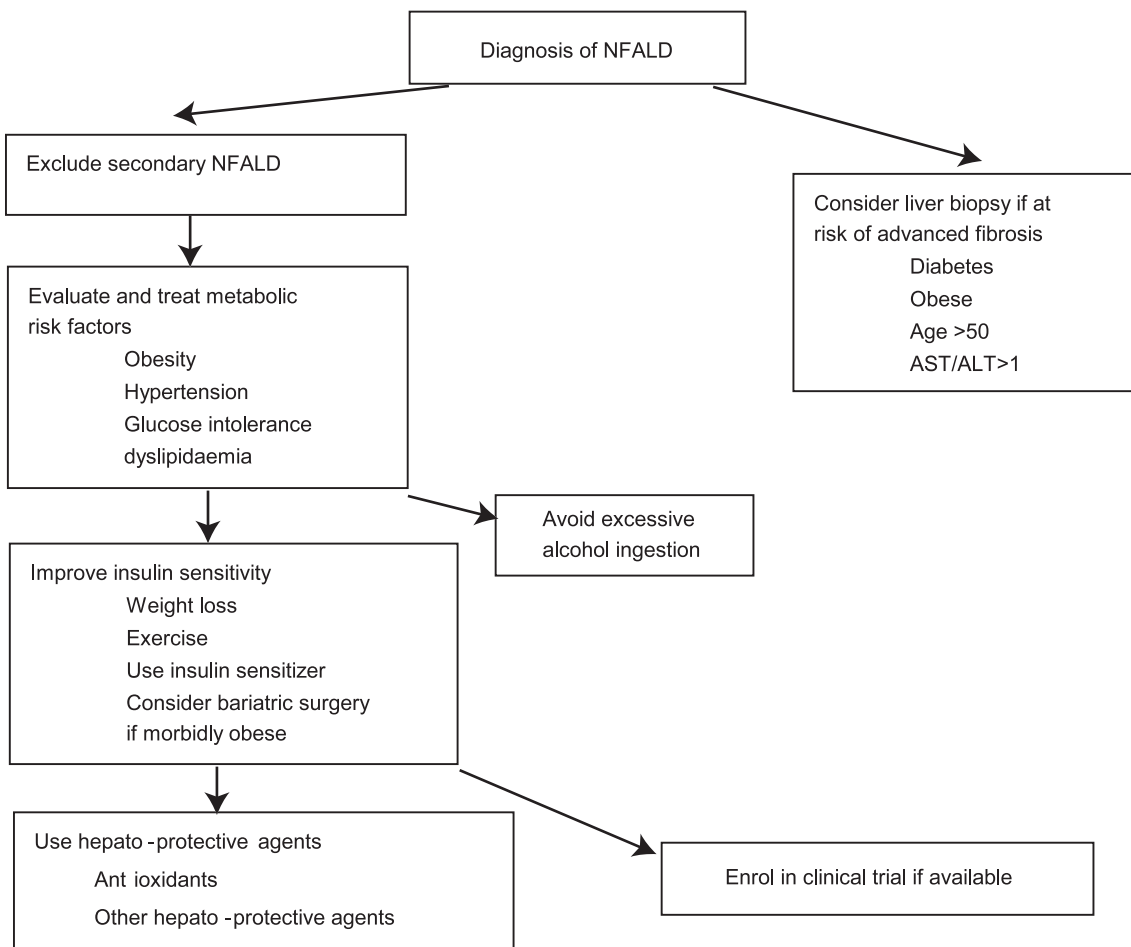 Diagnosis of NFALD
Exclude secondary NFALD
Consider liver biopsy if at
risk of advanced fibrosis
Diabetes
Obese
Age >50
AST/ALT>1
Evaluate and treat metabolic
risk factors
Obesity
Hypertension
Glucose intolerance
dyslipidaemia
Avoid excessive
alcohol ingestion
Improve insulin sensitivity
Weight loss
Exercise
Use insulin sensitizer
Consider bariatric surgery
if morbidly obese
Use hepato -protective agents
Ant ioxidants
Other hepato -protective agents
Enrol in clinical trial if available